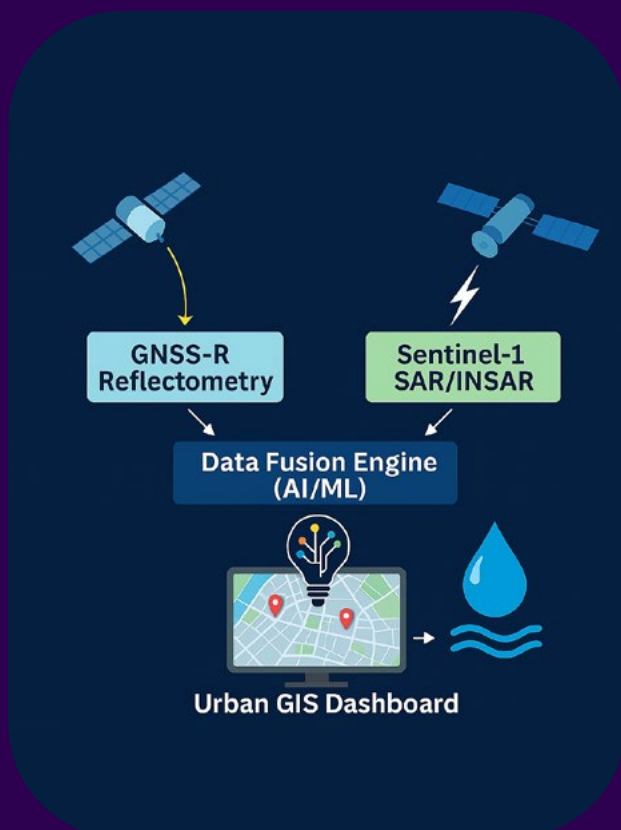 GNSS-R
Reflectometry
Sentinel-1
SAR/INSAR
Data Fusion Engine
(AI/ML)
Urban GIS Dashboard